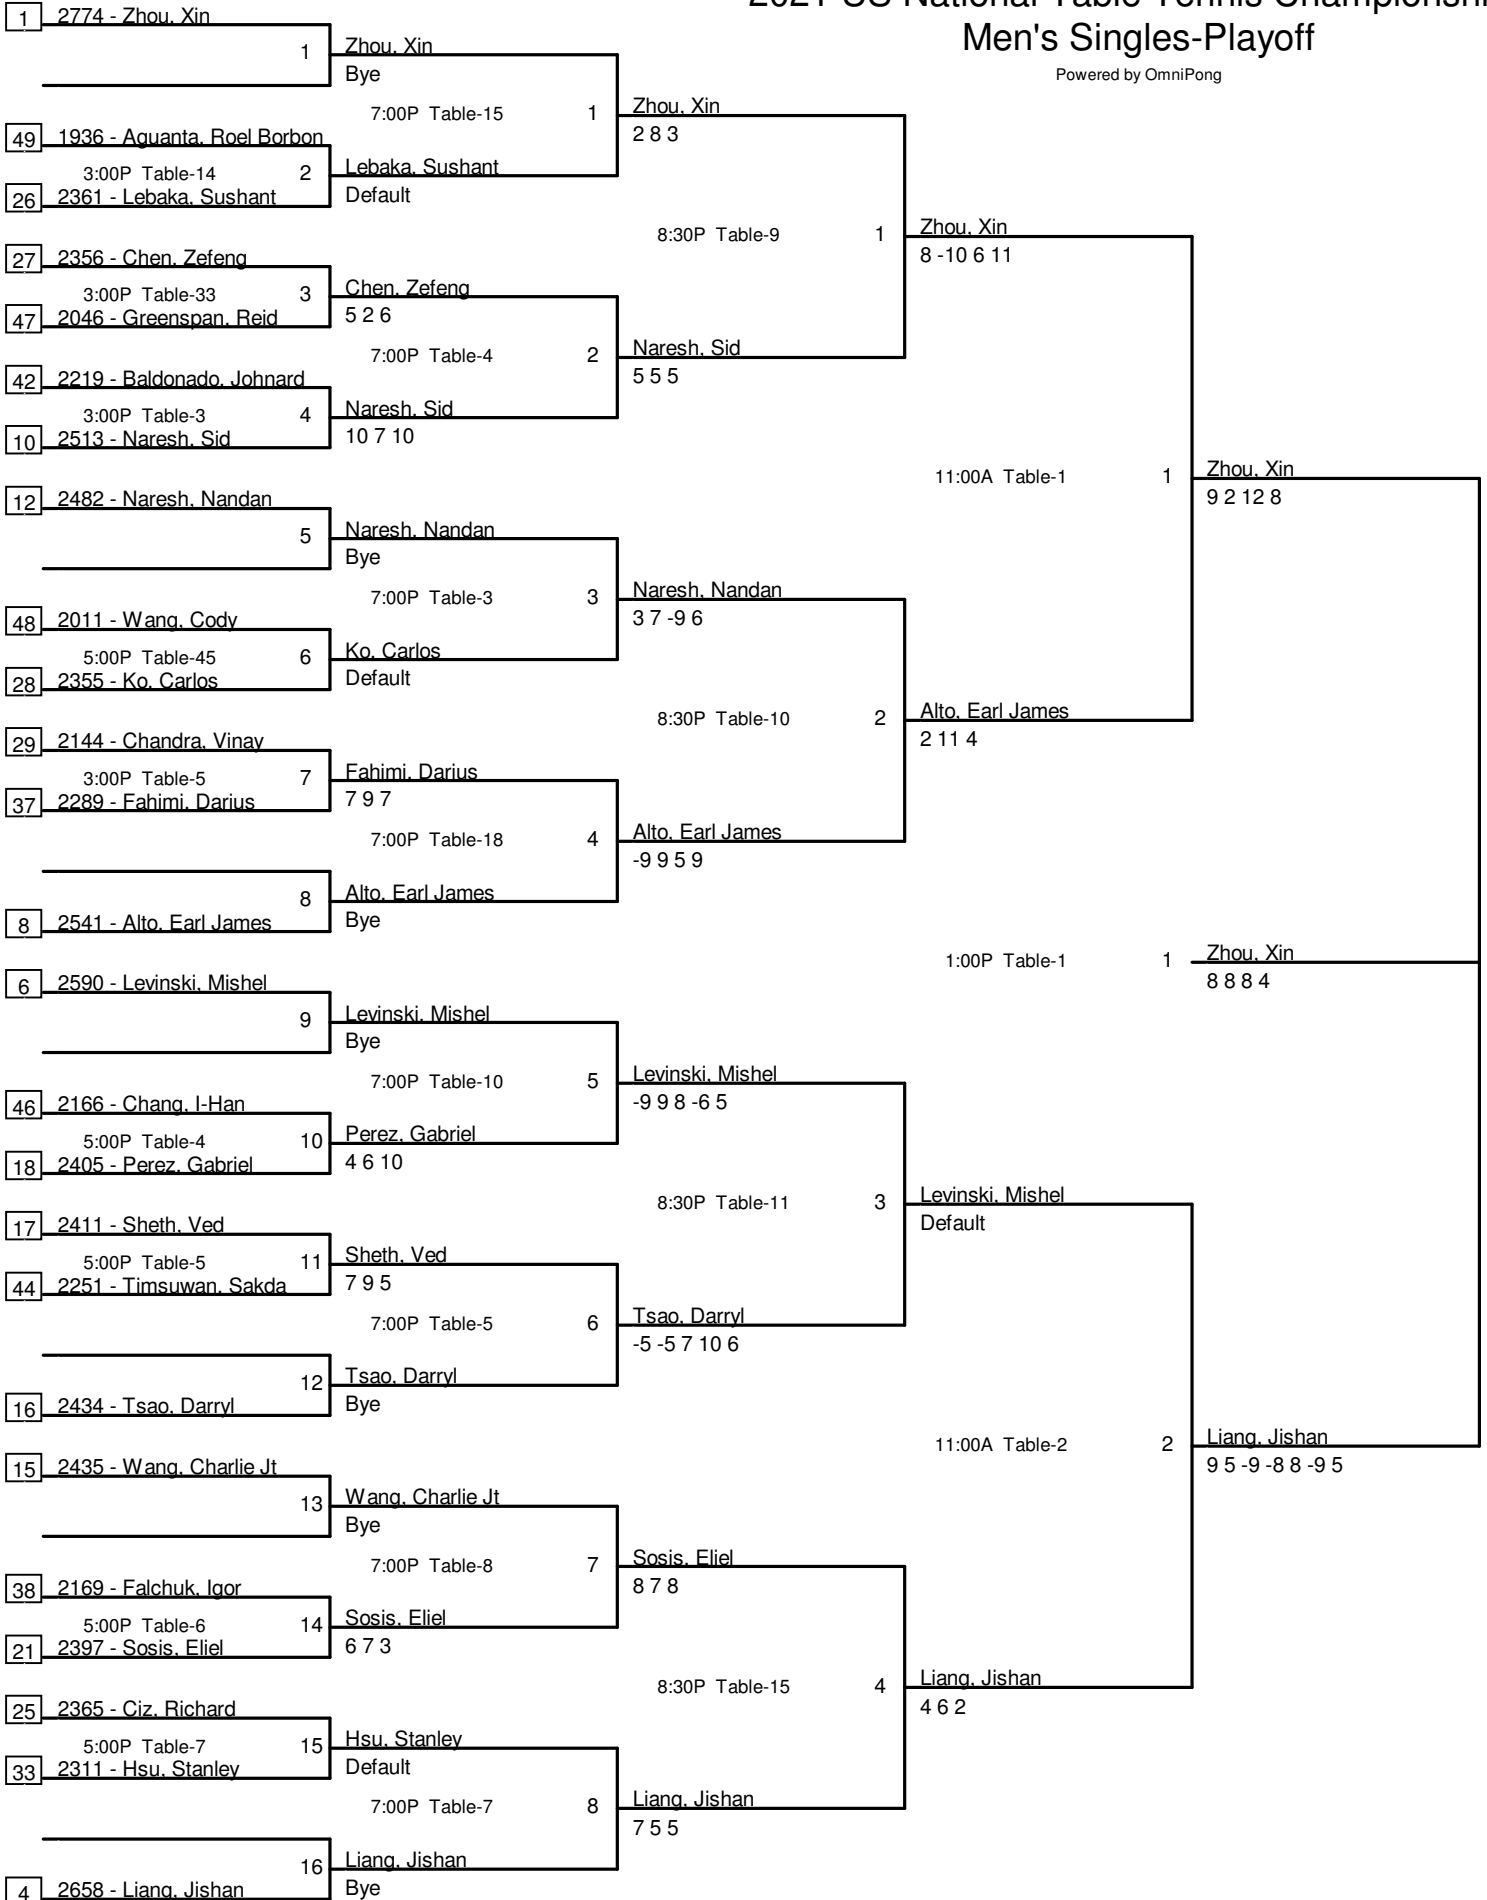 2021 US National Table Tennis Championshi
Men's Singles-Playoff
Powered by OmniPong
1 2774 - Zhou, Xin
1 Zhou, Xin
Bye
7:00P Table-15 1 Zhou, Xin
2 8 3
49 1936 - Aguanta, Roel Borbon
3:00P Table-14 2 Lebaka, Sushant
26 2361 - Lebaka, Sushant Default
8:30P Table-9 1 Zhou, Xin
8 -10 6 11
27 2356 - Chen, Zefeng
3:00P Table-33 3 Chen, Zefeng
47 2046 - Greenspan, Reid 5 2 6
7:00P Table-4 2 Naresh, Sid
5 5 5
42 2219 - Baldonado, Johnard
3:00P Table-3 4 Naresh, Sid
10 2513 - Naresh, Sid 10 7 10
11:00A Table-1 1 Zhou, Xin
9 2 12 8
12 2482 - Naresh, Nandan
5 Naresh, Nandan
Bye
7:00P Table-3 3 Naresh, Nandan
3 7 -9 6
48 2011 - Wang, Cody
5:00P Table-45 6 Ko, Carlos
28 2355 - Ko, Carlos Default
8:30P Table-10 2 Alto, Earl James
2 11 4
29 2144 - Chandra, Vinay
3:00P Table-5 7 Fahimi, Darius
37 2289 - Fahimi, Darius 7 9 7
7:00P Table-18 4 Alto, Earl James
-9 9 5 9
8 Alto, Earl James
8 2541 - Alto, Earl James Bye
1:00P Table-1 1 Zhou, Xin
8 8 8 4
6 2590 - Levinski, Mishel
9 Levinski, Mishel
Bye
7:00P Table-10 5 Levinski, Mishel
-9 9 8 -6 5
46 2166 - Chang, I-Han
5:00P Table-4 10 Perez, Gabriel
18 2405 - Perez, Gabriel 4 6 10
8:30P Table-11 3 Levinski, Mishel
Default
17 2411 - Sheth, Ved
5:00P Table-5 11 Sheth, Ved
44 2251 - Timsuwan, Sakda 7 9 5
7:00P Table-5 6 Tsao, Darryl
-5 -5 7 10 6
12 Tsao, Darryl
16 2434 - Tsao, Darryl Bye
11:00A Table-2 2 Liang, Jishan
9 5 -9 -8 8 -9 5
15 2435 - Wang, Charlie Jt
13 Wang, Charlie Jt
Bye
7:00P Table-8 7 Sosis, Eliel
8 7 8
38 2169 - Falchuk, Igor
5:00P Table-6 14 Sosis, Eliel
21 2397 - Sosis, Eliel 6 7 3
8:30P Table-15 4 Liang, Jishan
4 6 2
25 2365 - Ciz, Richard
5:00P Table-7 15 Hsu, Stanley
33 2311 - Hsu, Stanley Default
7:00P Table-7 8 Liang, Jishan
7 5 5
16 Liang, Jishan
4 2658 - Liang, Jishan Bye